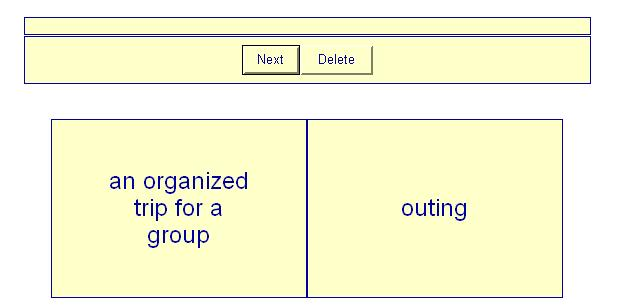 Next Delete
an organized
trip for a
group
outing